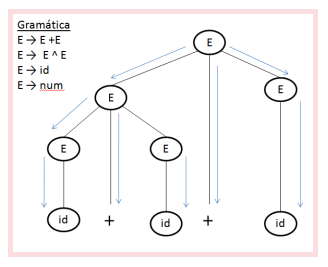 Gramática
E → E +E
E → E ^ E
E → id
E → num
E
E
E
E
E
id
+
id
+
id